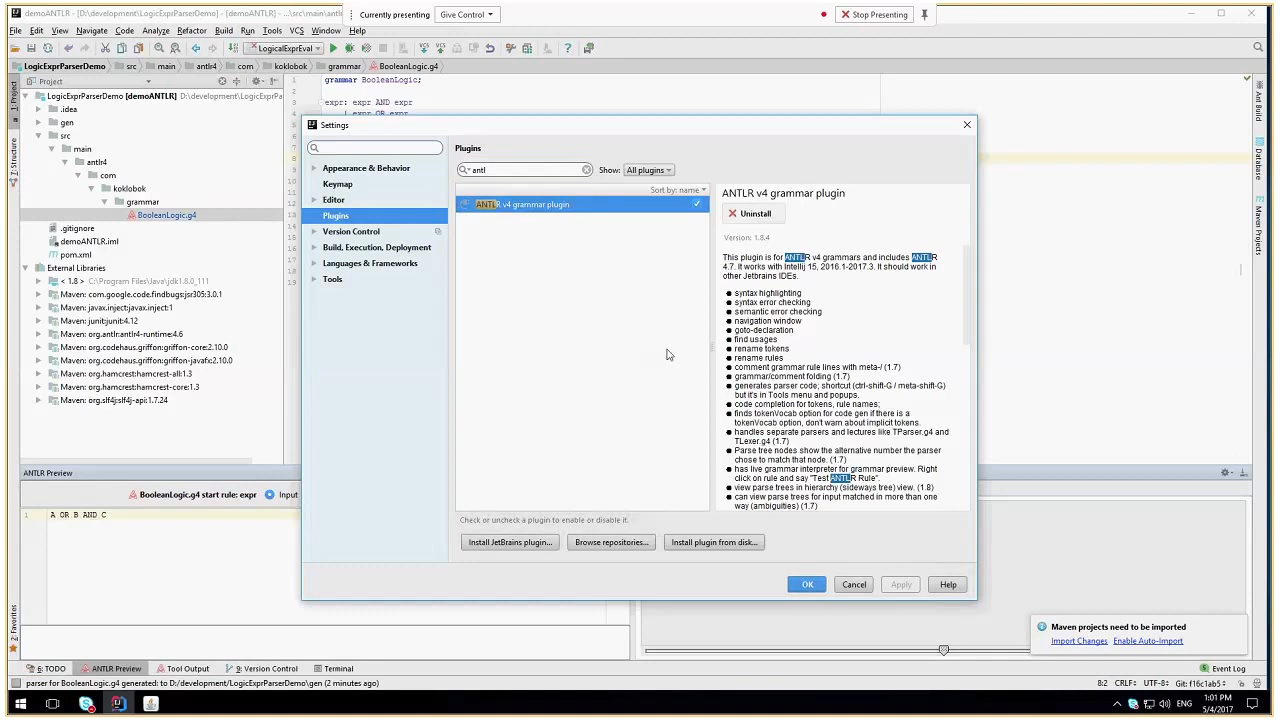 demoANTLR - [D:\development\LogicExprParserDemo] - [demoANTLR] - ...\src\main\antlr
Currently presenting
Give Control
Stop Presenting
File Edit View Navigate Code Analyze Refactor Build Run Tools VCS Window Help
LogicalExprEval
LogicExprParserDemo src main antlr4 com koklobok grammar BooleanLogic.g4
1: Project
Project
LogicExprParserDemo [demoANTLR] D:\development\LogicExprPa
.idea
gen
src
main
antlr4
com
koklobok
grammar
BooleanLogic.g4
.gitignore
demoANTLR.iml
pom.xml
External Libraries
< 1.8 > C:\Program Files\Java\jdk1.8.0_111
Maven: com.google.code.findbugs:jsr305:3.0.1
Maven: javax.inject:javax.inject:1
Maven: junit:junit:4.12
Maven: org.antlr:antlr4-runtime:4.6
Maven: org.codehaus.griffon:griffon-core:2.10.0
Maven: org.codehaus.griffon:griffon-javafx:2.10.0
Maven: org.hamcrest:hamcrest-all:1.3
Maven: org.hamcrest:hamcrest-core:1.3
Maven: org.slf4j:slf4j-api:1.7.24
7: Structure
2: Favorites
1 grammar BooleanLogic;
2
3 expr: expr AND expr
4 | expr OR expr
Ant Build
Database
Maven Projects
Settings
Appearance & Behavior
Keymap
Editor
Plugins
Version Control
Build, Execution, Deployment
Languages & Frameworks
Tools
Plugins
antl
Show: All plugins
Sort by: name
ANTLR v4 grammar plugin
Check or uncheck a plugin to enable or disable it.
Install JetBrains plugin...
Browse repositories...
Install plugin from disk...
ANTLR v4 grammar plugin
Uninstall
Version: 1.8.4
This plugin is for ANTLR v4 grammars and includes ANTLR
4.7. It works with Intellij 15, 2016.1-2017.3. It should work in
other Jetbrains IDEs.
syntax highlighting
syntax error checking
semantic error checking
navigation window
goto-declaration
find usages
rename tokens
rename rules
comment grammar rule lines with meta-/ (1.7)
grammar/comment folding (1.7)
generates parser code; shortcut (ctrl-shift-G / meta-shift-G)
but it's in Tools menu and popups.
code completion for tokens, rule names;
finds tokenVocab option for code gen if there is a
tokenVocab option, don't warn about implicit tokens.
handles separate parsers and lectures like TParser.g4 and
TLexer.g4 (1.7)
Parse tree nodes show the alternative number the parser
chose to match that node. (1.7)
has live grammar interpreter for grammar preview. Right
click on rule and say "Test ANTLR Rule".
view parse trees in hierarchy (sideways tree) view. (1.8)
can view parse trees for input matched in more than one
way (ambiguities) (1.7)
OK
Cancel
Apply
Help
ANTLR Preview
BooleanLogic.g4 start rule: expr Input
1 A OR B AND C
Maven projects need to be imported
Import Changes Enable Auto-Import
6: TODO ANTLR Preview Tool Output 9: Version Control Terminal
Event Log
parser for BooleanLogic.g4 generated: to D:/development/LogicExprParserDemo\gen (2 minutes ago)
8:2 CRLF÷ UTF-8÷ Git: f16c1ab5÷
ENG
1:01 PM
5/4/2017